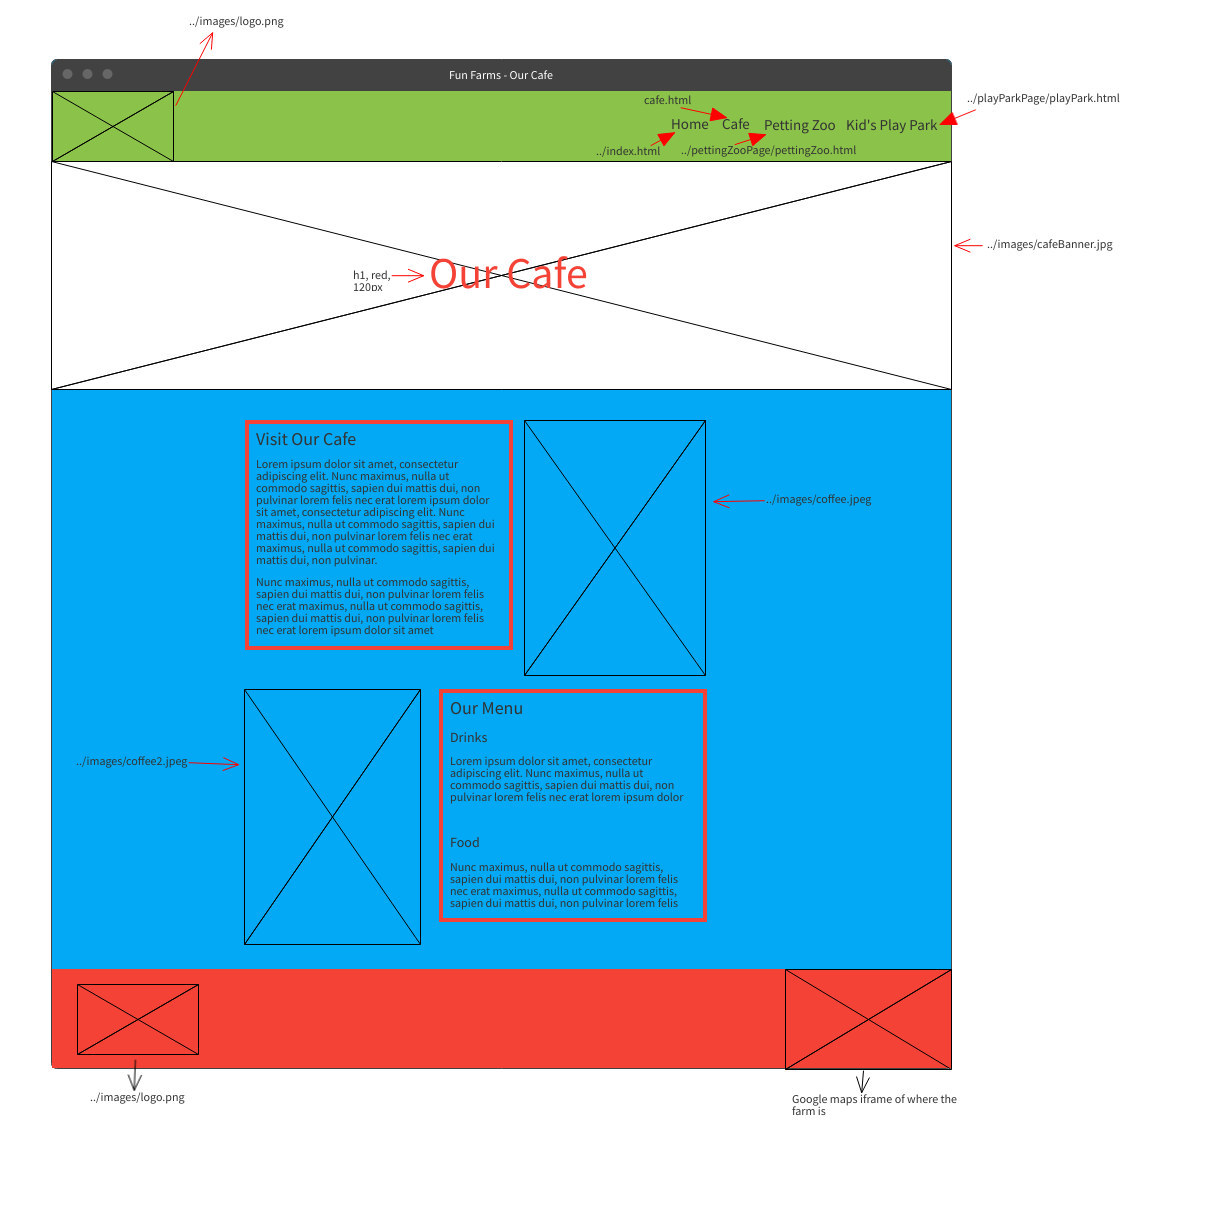 ../images/logo.png
Fun Farms - Our Cafe
cafe.html
../playParkPage/playPark.html
Home Cafe Petting Zoo Kid's Play Park
../index.html
../pettingZooPage/pettingZoo.html
../images/cafeBanner.jpg
h1, red,
120px
Our Cafe
Visit Our Cafe
Lorem ipsum dolor sit amet, consectetur
adipiscing elit. Nunc maximus, nulla ut
commodo sagittis, sapien dui mattis dui, non
pulvinar lorem felis nec erat lorem ipsum dolor
sit amet, consectetur adipiscing elit. Nunc
maximus, nulla ut commodo sagittis, sapien dui
mattis dui, non pulvinar lorem felis nec erat
maximus, nulla ut commodo sagittis, sapien dui
mattis dui, non pulvinar.
Nunc maximus, nulla ut commodo sagittis,
sapien dui mattis dui, non pulvinar lorem felis
nec erat maximus, nulla ut commodo sagittis,
sapien dui mattis dui, non pulvinar lorem felis
nec erat lorem ipsum dolor sit amet
../images/coffee.jpeg
../images/coffee2.jpeg
Our Menu
Drinks
Lorem ipsum dolor sit amet, consectetur
adipiscing elit. Nunc maximus, nulla ut
commodo sagittis, sapien dui mattis dui, non
pulvinar lorem felis nec erat lorem ipsum dolor
Food
Nunc maximus, nulla ut commodo sagittis,
sapien dui mattis dui, non pulvinar lorem felis
nec erat maximus, nulla ut commodo sagittis,
sapien dui mattis dui, non pulvinar lorem felis
../images/logo.png
Google maps iframe of where the
farm is